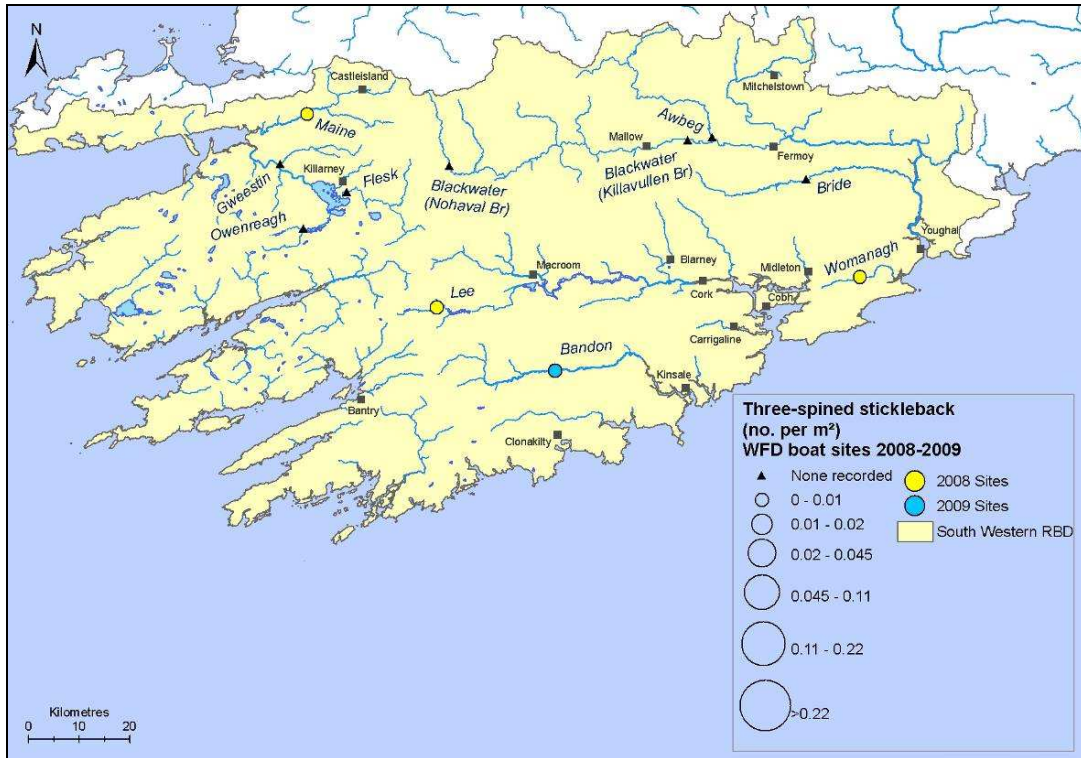 N
Castleisland
Maine
Mitchelstown
Awbeg
Mallow
Fermoy
Blackwater
(Killavullen Br)
Killarney
Flesk
Gweestin
Blackwater
(Nohaval Br)
Bride
Owenreagh
Youghal
Womanagh
Blarney
Midleton
Macroom
Cork
Lee
Cobh
Carrigaline
Bandon
Kinsale
Bantry
Clonakilty
Three-spined stickleback
(no. per m²)
WFD boat sites 2008-2009
None recorded
0 - 0.01
0.01 - 0.02
0.02 - 0.045
0.045 - 0.11
0.11 - 0.22
>0.22
2008 Sites
2009 Sites
South Western RBD
Kilometres
0 10 20